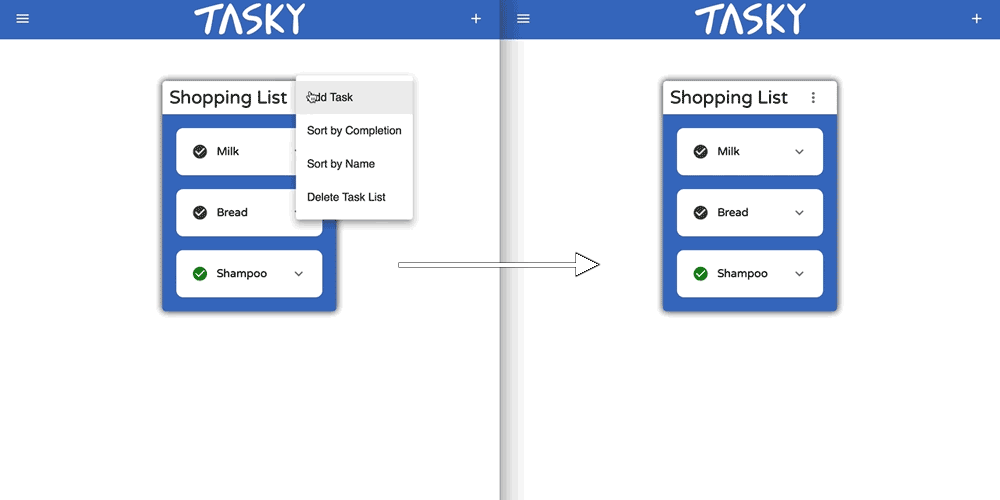 TASKY
Shopping List
Add Task
Sort by Completion
Sort by Name
Delete Task List
Milk
Bread
Shampoo
TASKY
Shopping List
Milk
Bread
Shampoo